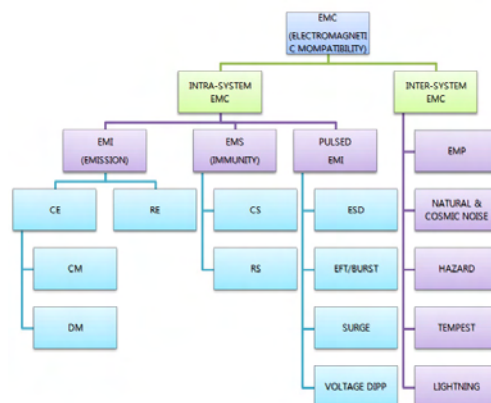 EMC
(ELECTROMAGNETI
C MOMPATIBILITY)
INTRA-SYSTEM
EMC
INTER-SYSTEM
EMC
EMI
(EMISSION)
EMS
(IMMUNITY)
PULSED
EMI
EMP
CE
RE
CS
ESD
NATURAL &
COSMIC NOISE
CM
RS
EFT/BURST
HAZARD
DM
SURGE
TEMPEST
VOLTAGE DIPP
LIGHTNING